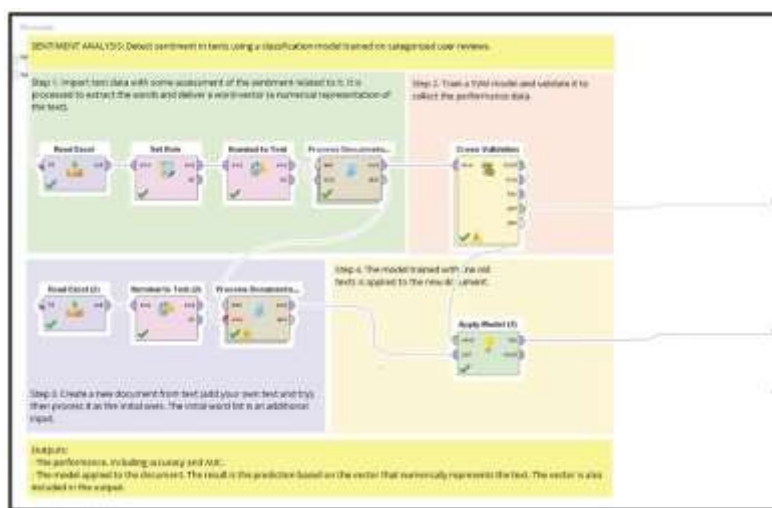 SENTIMENT ANALYSIS: Detect sentiment in texts using a classification model trained on categorized user reviews.
Step 1: Import text data with some assessment of the sentiment related to it. It is
processed to extract the words and deliver a word-vector (a numerical representation of
the text).
Step 2: Train a SVM model and validate it to
collect the performance data.
Read Excel
Set Role
Nominal to Text
Process Documents...
Cross Validation
Step 4: The model trained with the old
texts is applied to the new document.
Read Excel (2)
Nominal to Text (2)
Process Documents...
Apply Model (2)
Step 3: Create a new document from text (add your own text and try),
then process it as the initial ones. The initial word list is an additional
input.
Outputs:
The performance, including accuracy and AUC.
The model applied to the document. The result is the prediction based on the vector that numerically represents the text. The vector is also
included in the output.